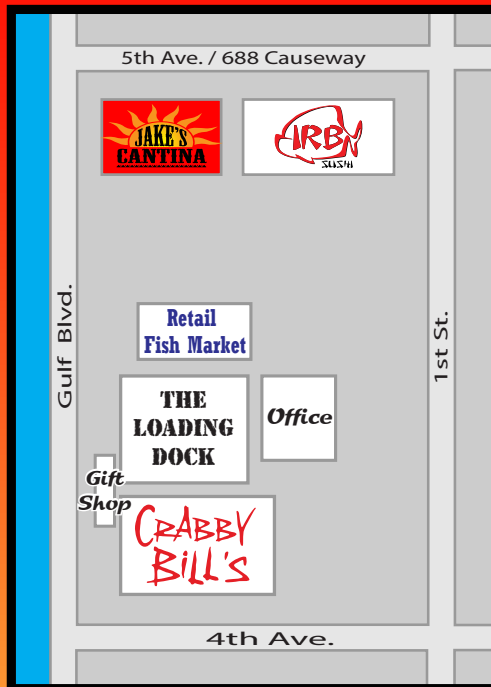 5th Ave. / 688 Causeway
JAKE'S
CANTINA
IRBN
SUSHI
Gulf Blvd.
1st St.
Retail
Fish Market
THE
LOADING
DOCK
Office
Gift
Shop
CRABBY
BILL'S
4th Ave.